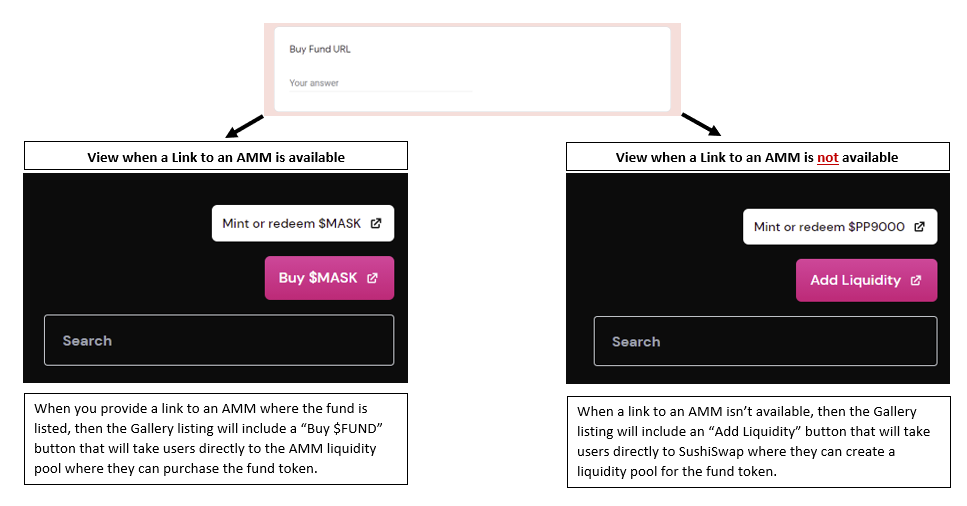 Buy Fund URL
Your answer
View when a Link to an AMM is available
Mint or redeem $MASK
Buy $MASK
Search
When you provide a link to an AMM where the fund is
listed, then the Gallery listing will include a “Buy $FUND”
button that will take users directly to the AMM liquidity
pool where they can purchase the fund token.
View when a Link to an AMM is not available
Mint or redeem $PP9000
Add Liquidity
Search
When a link to an AMM isn’t available, then the Gallery
listing will include an “Add Liquidity” button that will take
users directly to SushiSwap where they can create a
liquidity pool for the fund token.